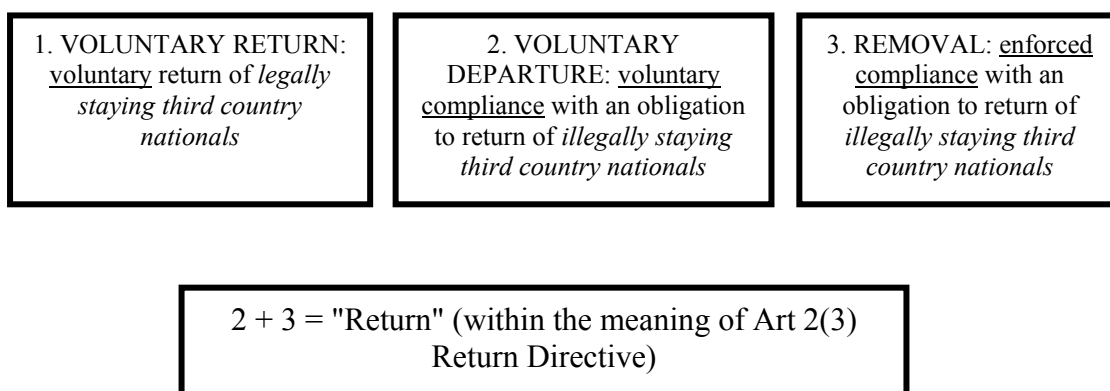 1. VOLUNTARY RETURN:
voluntary return of legally
staying third country
nationals
2. VOLUNTARY
DEPARTURE: voluntary
compliance with an obligation
to return of illegally staying
third country nationals
3. REMOVAL: enforced
compliance with an
obligation to return of
illegally staying third
country nationals
2 + 3 = "Return" (within the meaning of Art 2(3)
Return Directive)